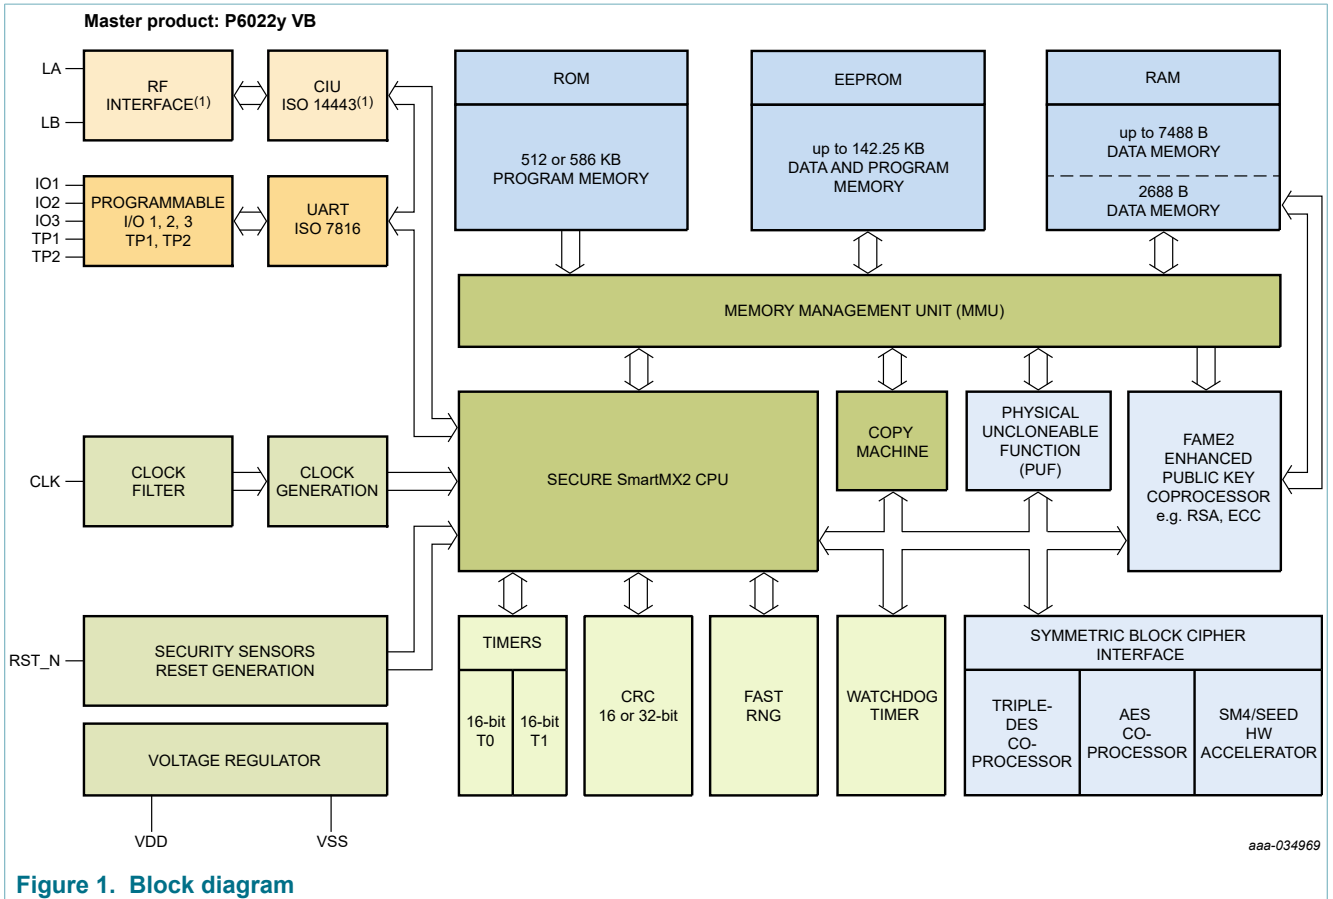 Master product: P6022y VB
LA
LB
RF
INTERFACE(1)
CIU
ISO 14443(1)
IO1
IO2
IO3
TP1
TP2
PROGRAMMABLE
I/O 1, 2, 3
TP1, TP2
UART
ISO 7816
ROM
512 or 586 KB
PROGRAM MEMORY
EEPROM
up to 142.25 KB
DATA AND PROGRAM
MEMORY
RAM
up to 7488 B
DATA MEMORY
2688 B
DATA MEMORY
MEMORY MANAGEMENT UNIT (MMU)
CLK
CLOCK
FILTER
CLOCK
GENERATION
SECURE SmartMX2 CPU
COPY
MACHINE
PHYSICAL
UNCLONEABLE
FUNCTION
(PUF)
FAME2
ENHANCED
PUBLIC KEY
COPROCESSOR
e.g. RSA, ECC
RST_N
SECURITY SENSORS
RESET GENERATION
VOLTAGE REGULATOR
VDD
VSS
TIMERS
16-bit
T0
16-bit
T1
CRC
16 or 32-bit
FAST
RNG
WATCHDOG
TIMER
SYMMETRIC BLOCK CIPHER
INTERFACE
TRIPLE-
DES
CO-
PROCESSOR
AES
CO-
PROCESSOR
SM4/SEED
HW
ACCELERATOR
aaa-034969
Figure 1. Block diagram